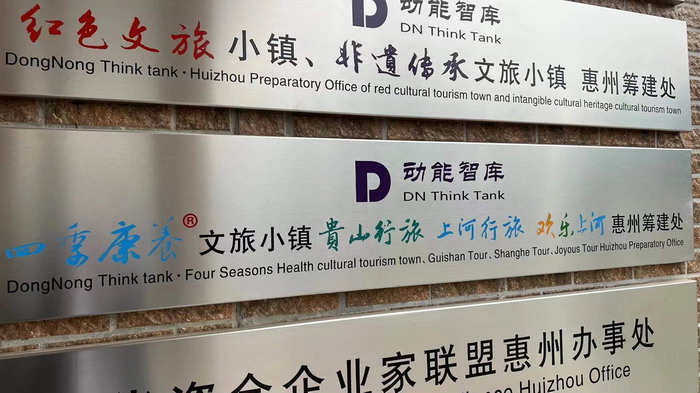 动能智库
DN Think Tank
红色文旅小镇、非遺传承文旅小镇 惠州筹建处
DongNong Think tank · Huizhou Preparatory Office of red cultural tourism town and intangible cultural heritage cultural tourism town
动能智库
DN Think Tank
四季康养®文旅小镇 貴山行旅 上河行旅 欢乐上河 惠州筹建处
DongNong Think tank · Four Seasons Health cultural tourism town、Guishan Tour、Shanghe Tour、Joyous Tour Huizhou Preparatory Office
企业家联盟惠州办事处
Huizhou Office